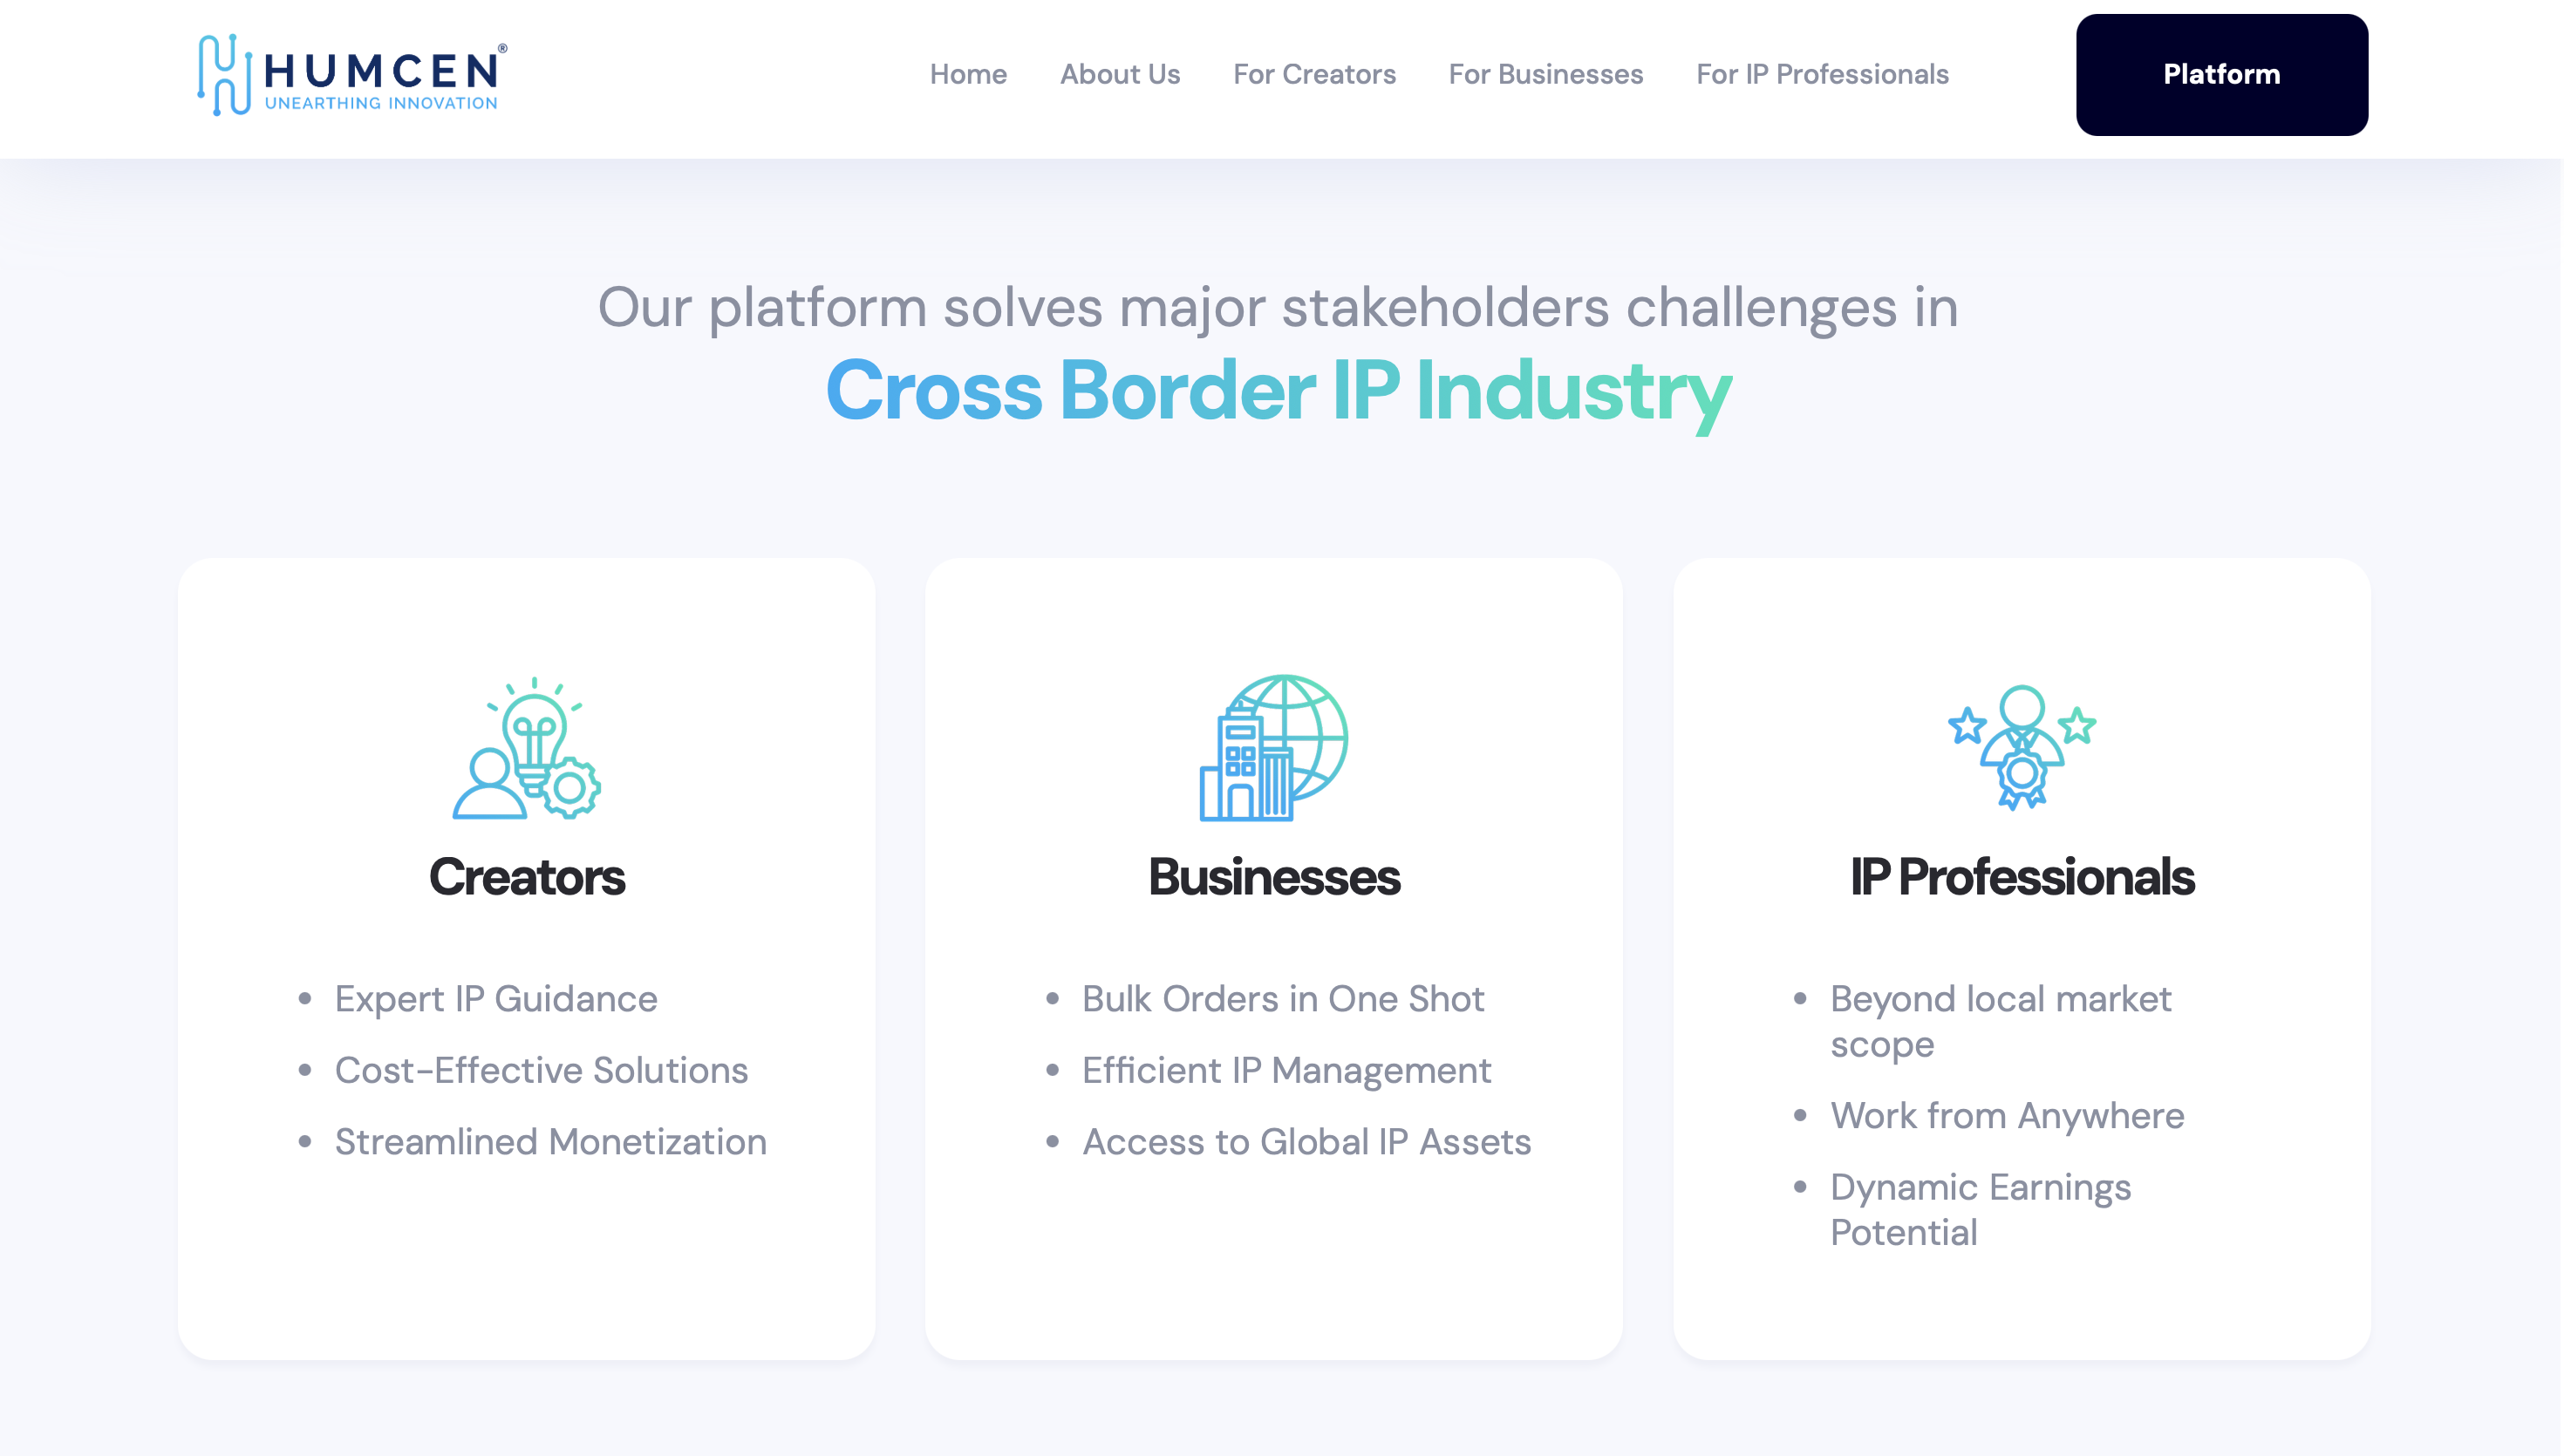 HUMCEN®
UNEARTHING INNOVATION
Home
About Us
For Creators
For Businesses
For IP Professionals
Platform
Our platform solves major stakeholders challenges in
Cross Border IP Industry
Creators
• Expert IP Guidance
• Cost-Effective Solutions
• Streamlined Monetization
Businesses
• Bulk Orders in One Shot
• Efficient IP Management
• Access to Global IP Assets
IP Professionals
• Beyond local market
scope
• Work from Anywhere
• Dynamic Earnings
Potential